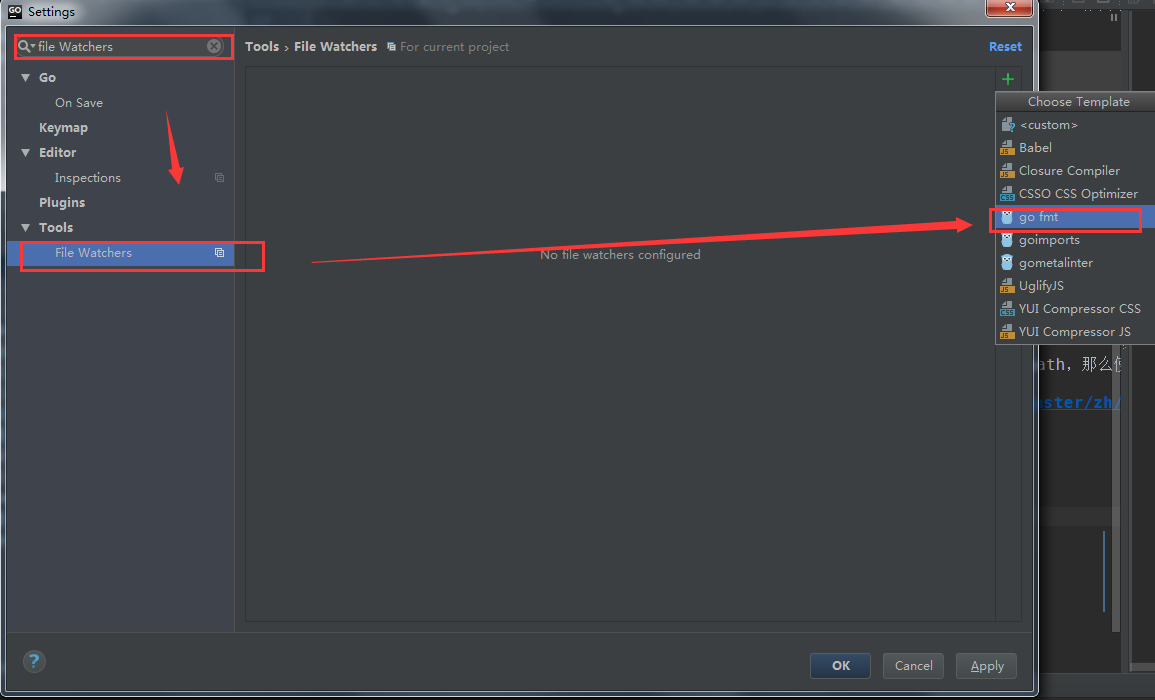 GO Settings
file Watchers
Tools › File Watchers For current project
Reset
Go
On Save
Keymap
Editor
Inspections
Plugins
Tools
File Watchers
No file watchers configured
Choose Template
<custom>
Babel
Closure Compiler
CSSO CSS Optimizer
go fmt
goimports
gometalinter
UglifyJS
YUI Compressor CSS
YUI Compressor JS
ath，那么
ster/zh/
?
OK
Cancel
Apply